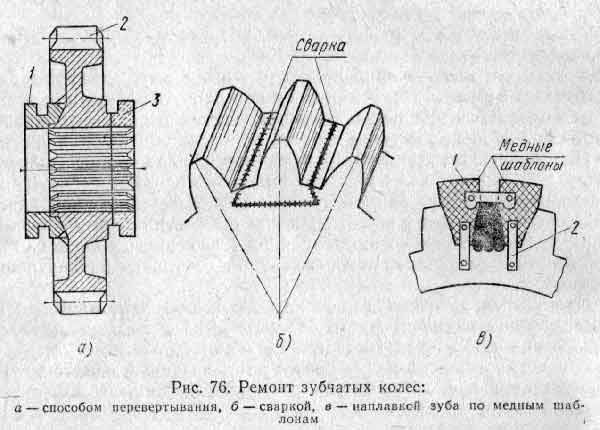 2
1
3
Сварка
Медные
шаблоны
1
2
а)
б)
в)
Рис. 76. Ремонт зубчатых колес:
а — способом перевертывания, б — сваркой, в — наплавкой зуба по медным шаб-
лонам